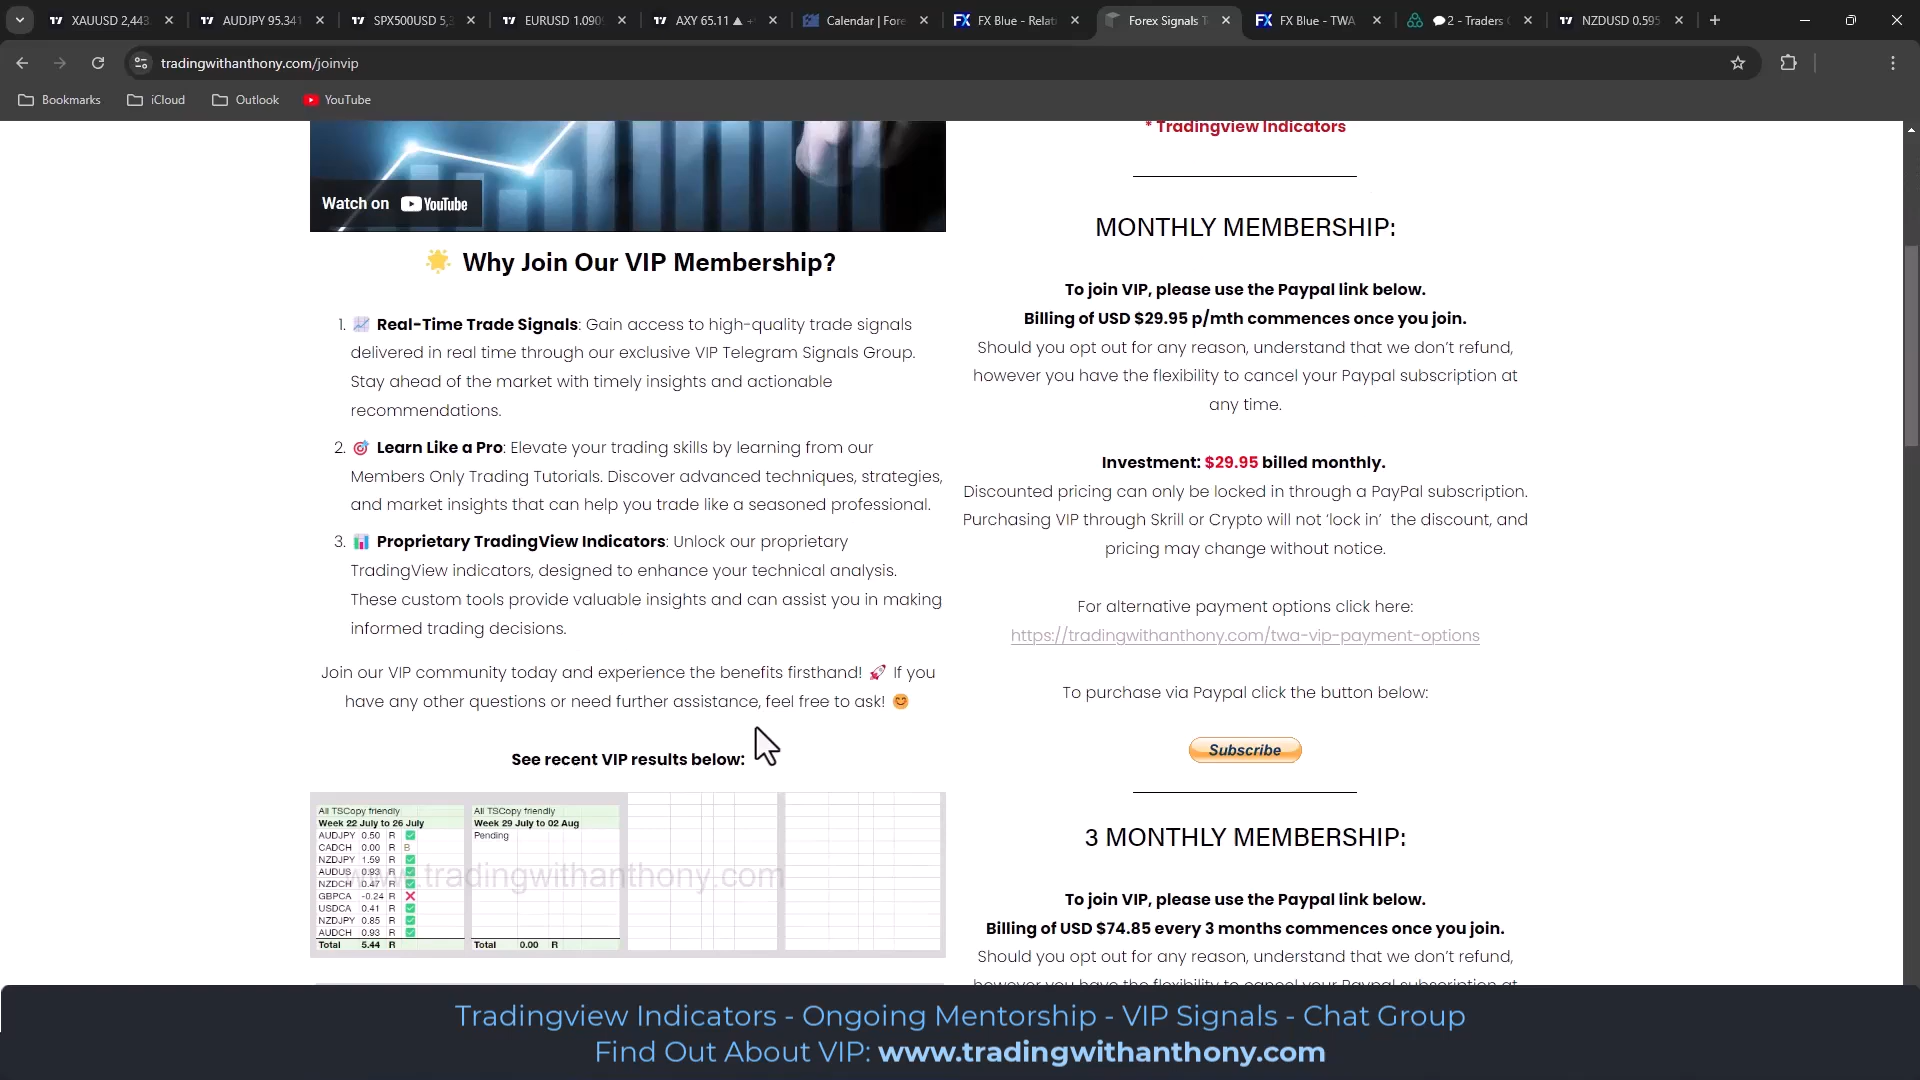 XAUUSD 2,443.
AUDJPY 95.341
SPX500USD 5,3
EURUSD 1.0909
AXY 65.11 ▲ +
Calendar | Fore
FX Blue - Relat
Forex Signals T
FX Blue - TWA
2 - Traders C
NZDUSD 0.595
tradingwithanthony.com/joinvip
Bookmarks
iCloud
Outlook
YouTube
Watch on YouTube
🌟 Why Join Our VIP Membership?
1. 📈 Real-Time Trade Signals: Gain access to high-quality trade signals
delivered in real time through our exclusive VIP Telegram Signals Group.
Stay ahead of the market with timely insights and actionable
recommendations.
2. 🎯 Learn Like a Pro: Elevate your trading skills by learning from our
Members Only Trading Tutorials. Discover advanced techniques, strategies,
and market insights that can help you trade like a seasoned professional.
3. 📊 Proprietary TradingView Indicators: Unlock our proprietary
TradingView indicators, designed to enhance your technical analysis.
These custom tools provide valuable insights and can assist you in making
informed trading decisions.
Join our VIP community today and experience the benefits firsthand! 🚀 If you
have any other questions or need further assistance, feel free to ask! 😊
See recent VIP results below:
All TSCopy friendly
Week 22 July to 26 July
AUDJPY 0.50 R ✅
CADCH 0.00 R B
NZDJPY 1.59 R ✅
AUDUS 0.93 R ✅
NZDCH 0.47 R ✅
GBPCA -0.24 R ❌
USDCA 0.41 R ✅
NZDJPY 0.85 R ✅
AUDCH 0.93 R ✅
Total 5.44 R
All TSCopy friendly
Week 29 July to 02 Aug
Pending
Total 0.00 R
www.tradingwithanthony.com
* Tradingview Indicators
MONTHLY MEMBERSHIP:
To join VIP, please use the Paypal link below.
Billing of USD $29.95 p/mth commences once you join.
Should you opt out for any reason, understand that we don't refund,
however you have the flexibility to cancel your Paypal subscription at
any time.
Investment: $29.95 billed monthly.
Discounted pricing can only be locked in through a PayPal subscription.
Purchasing VIP through Skrill or Crypto will not 'lock in' the discount, and
pricing may change without notice.
For alternative payment options click here:
https://tradingwithanthony.com/twa-vip-payment-options
To purchase via Paypal click the button below:
Subscribe
3 MONTHLY MEMBERSHIP:
To join VIP, please use the Paypal link below.
Billing of USD $74.85 every 3 months commences once you join.
Should you opt out for any reason, understand that we don't refund,
however you have the flexibility to cancel your Paypal subscription at
Tradingview Indicators - Ongoing Mentorship - VIP Signals - Chat Group
Find Out About VIP: www.tradingwithanthony.com